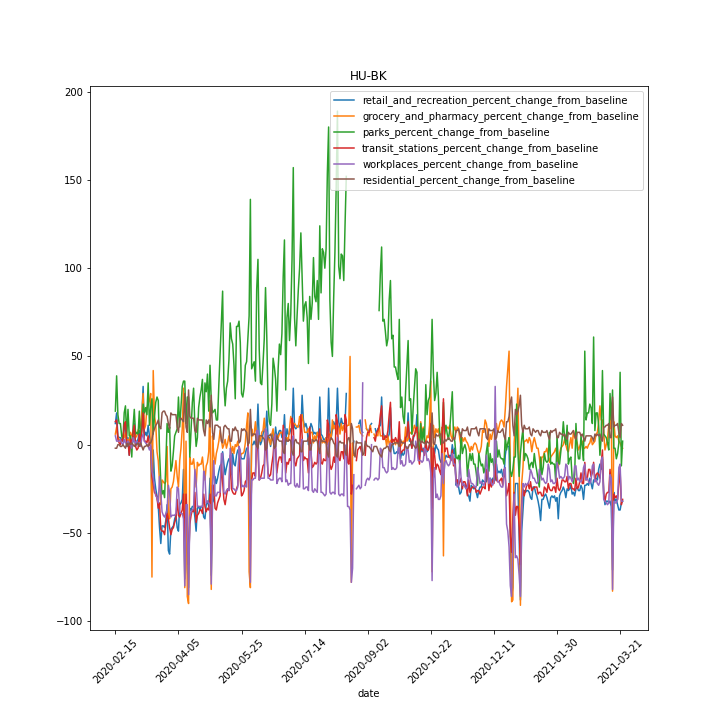 HU-BK
200
150
100
50
0
−50
−100
retail_and_recreation_percent_change_from_baseline
grocery_and_pharmacy_percent_change_from_baseline
parks_percent_change_from_baseline
transit_stations_percent_change_from_baseline
workplaces_percent_change_from_baseline
residential_percent_change_from_baseline
2020-02-15
2020-04-05
2020-05-25
2020-07-14
2020-09-02
2020-10-22
2020-12-11
2021-01-30
2021-03-21
date